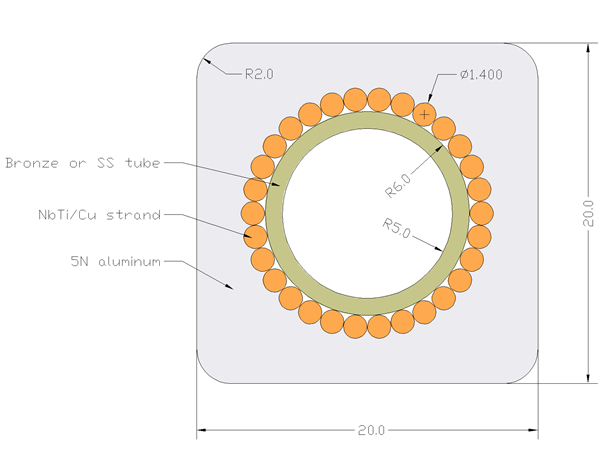 R2.0
Ø1.400
Bronze or SS tube
R6.0
NbTi/Cu strand
R5.0
20.0
5N aluminum
20.0